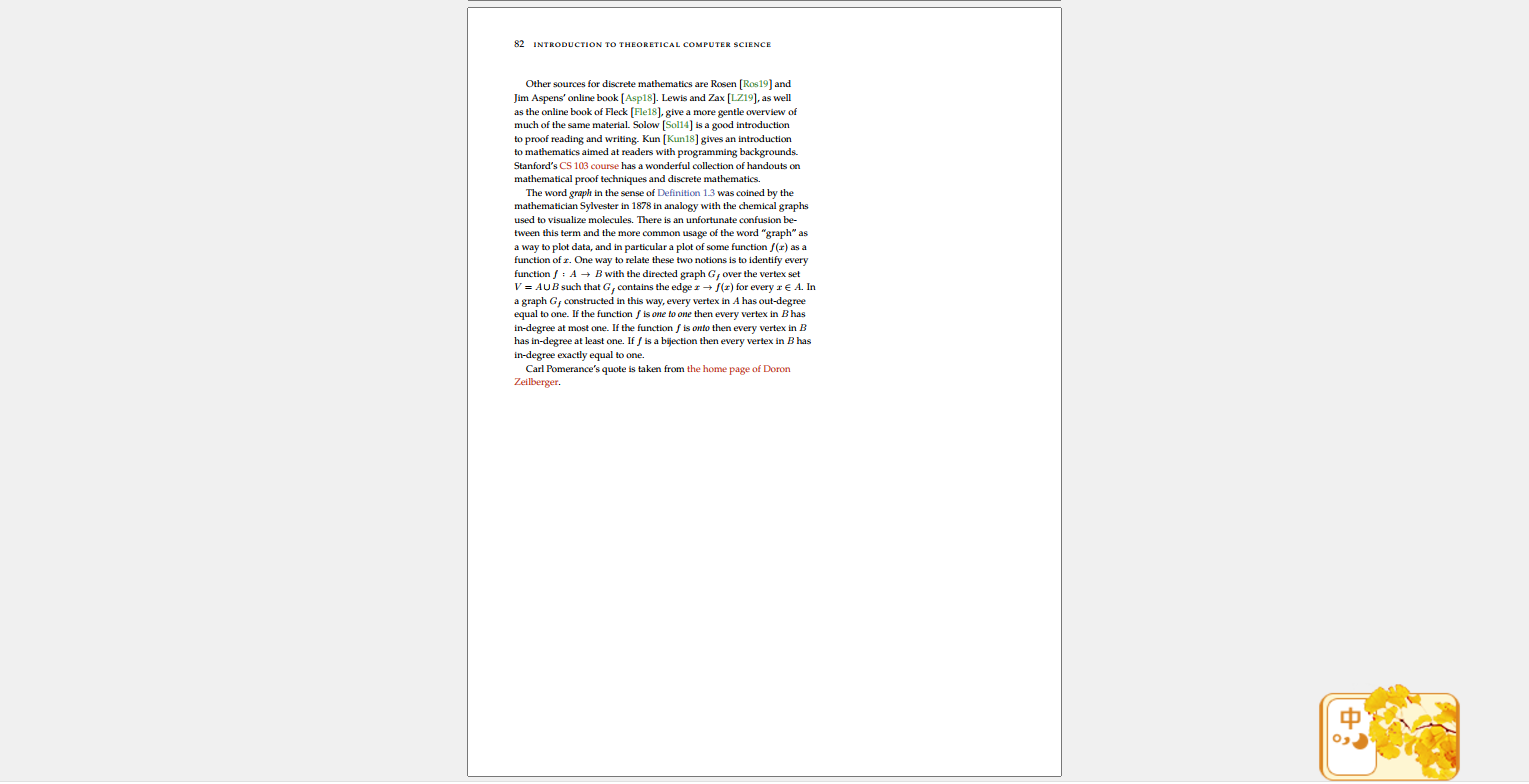 82 INTRODUCTION TO THEORETICAL COMPUTER SCIENCE
Other sources for discrete mathematics are Rosen [Ros19] and
Jim Aspens' online book [Asp18]. Lewis and Zax [LZ19], as well
as the online book of Fleck [Fle18], give a more gentle overview of
much of the same material. Solow [Sol14] is a good introduction
to proof reading and writing. Kun [Kun18] gives an introduction
to mathematics aimed at readers with programming backgrounds.
Stanford's CS 103 course has a wonderful collection of handouts on
mathematical proof techniques and discrete mathematics.
The word graph in the sense of Definition 1.3 was coined by the
mathematician Sylvester in 1878 in analogy with the chemical graphs
used to visualize molecules. There is an unfortunate confusion be-
tween this term and the more common usage of the word “graph” as
a way to plot data, and in particular a plot of some function f(x) as a
function of x. One way to relate these two notions is to identify every
function f : A → B with the directed graph G_f over the vertex set
V = A∪B such that G_f contains the edge x → f(x) for every x ∈ A. In
a graph G_f constructed in this way, every vertex in A has out-degree
equal to one. If the function f is one to one then every vertex in B has
in-degree at most one. If the function f is onto then every vertex in B
has in-degree at least one. If f is a bijection then every vertex in B has
in-degree exactly equal to one.
Carl Pomerance's quote is taken from the home page of Doron
Zeilberger.
中